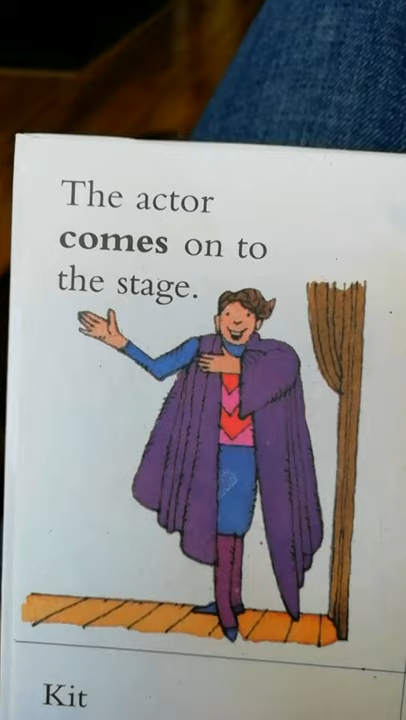 The actor
comes on to
the stage.
Kit